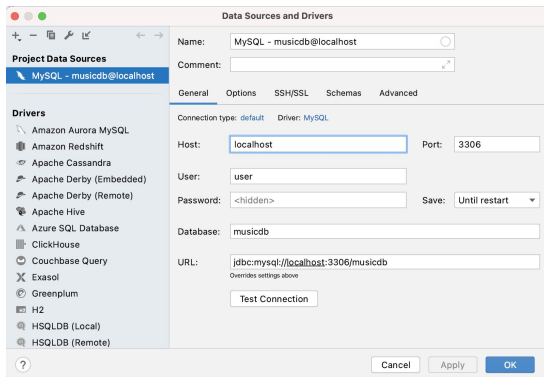 Data Sources and Drivers
Project Data Sources
MySQL - musicdb@localhost
Drivers
Amazon Aurora MySQL
Amazon Redshift
Apache Cassandra
Apache Derby (Embedded)
Apache Derby (Remote)
Apache Hive
Azure SQL Database
ClickHouse
Couchbase Query
Exasol
Greenplum
H2
HSQLDB (Local)
HSQLDB (Remote)
Name: MySQL - musicdb@localhost
Comment:
General Options SSH/SSL Schemas Advanced
Connection type: default Driver: MySQL
Host: localhost Port: 3306
User: user
Password: <hidden> Save: Until restart
Database: musicdb
URL: jdbc:mysql://localhost:3306/musicdb
Overrides settings above
Test Connection
? Cancel Apply OK